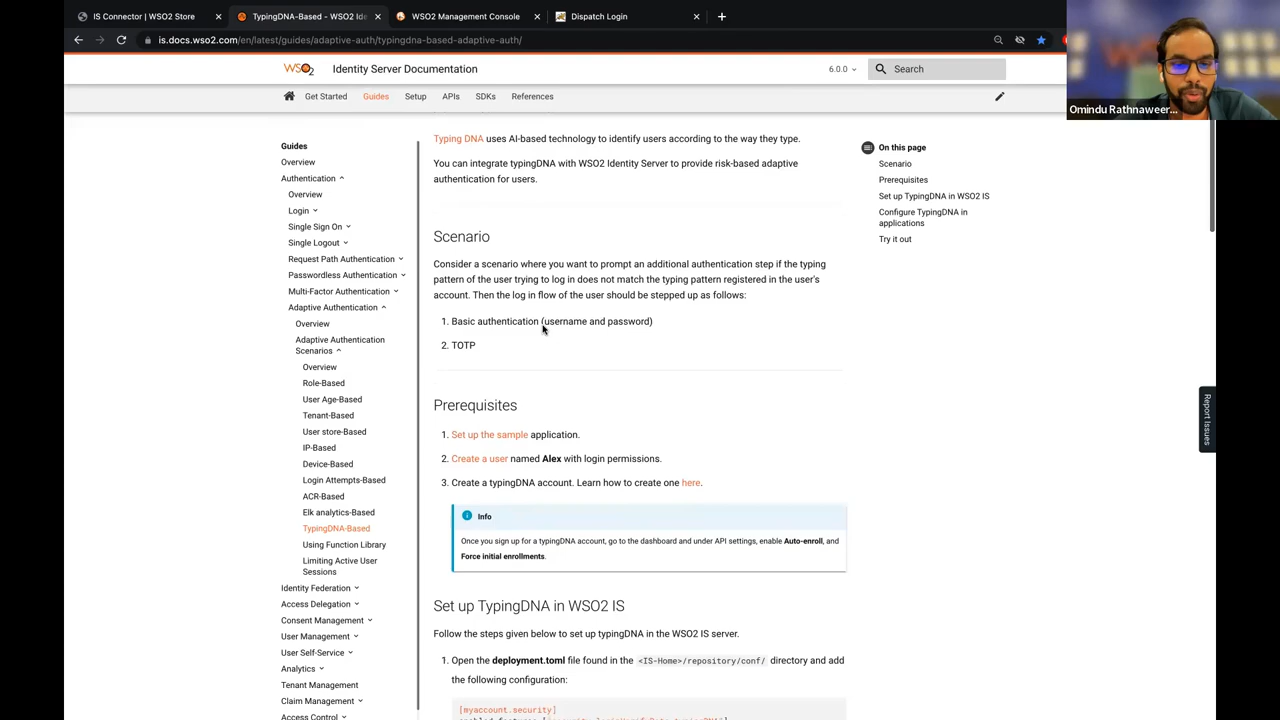 IS Connector | WSO2 Store
TypingDNA-Based - WSO2 Ide
WSO2 Management Console
Dispatch Login
is.docs.wso2.com/en/latest/guides/adaptive-auth/typingdna-based-adaptive-auth/
Omindu Rathnaweer...
WSO2
Identity Server Documentation
6.0.0
Search
Get Started
Guides
Setup
APIs
SDKs
References
Guides
Overview
Authentication
Overview
Login
Single Sign On
Single Logout
Request Path Authentication
Passwordless Authentication
Multi-Factor Authentication
Adaptive Authentication
Overview
Adaptive Authentication
Scenarios
Overview
Role-Based
User Age-Based
Tenant-Based
User store-Based
IP-Based
Device-Based
Login Attempts-Based
ACR-Based
Elk analytics-Based
TypingDNA-Based
Using Function Library
Limiting Active User
Sessions
Identity Federation
Access Delegation
Consent Management
User Management
User Self-Service
Analytics
Tenant Management
Claim Management
Access Control
Typing DNA uses AI-based technology to identify users according to the way they type.
You can integrate typingDNA with WSO2 Identity Server to provide risk-based adaptive
authentication for users.
Scenario
Consider a scenario where you want to prompt an additional authentication step if the typing
pattern of the user trying to log in does not match the typing pattern registered in the user's
account. Then the log in flow of the user should be stepped up as follows:
1. Basic authentication (username and password)
2. TOTP
Prerequisites
1. Set up the sample application.
2. Create a user named Alex with login permissions.
3. Create a typingDNA account. Learn how to create one here.
Info
Once you sign up for a typingDNA account, go to the dashboard and under API settings, enable Auto-enroll, and
Force initial enrollments.
Set up TypingDNA in WSO2 IS
Follow the steps given below to set up typingDNA in the WSO2 IS server.
1. Open the deployment.toml file found in the <IS-Home>/repository/conf/ directory and add
the following configuration:
[myaccount.security]
On this page
Scenario
Prerequisites
Set up TypingDNA in WSO2 IS
Configure TypingDNA in
applications
Try it out
Report Issues